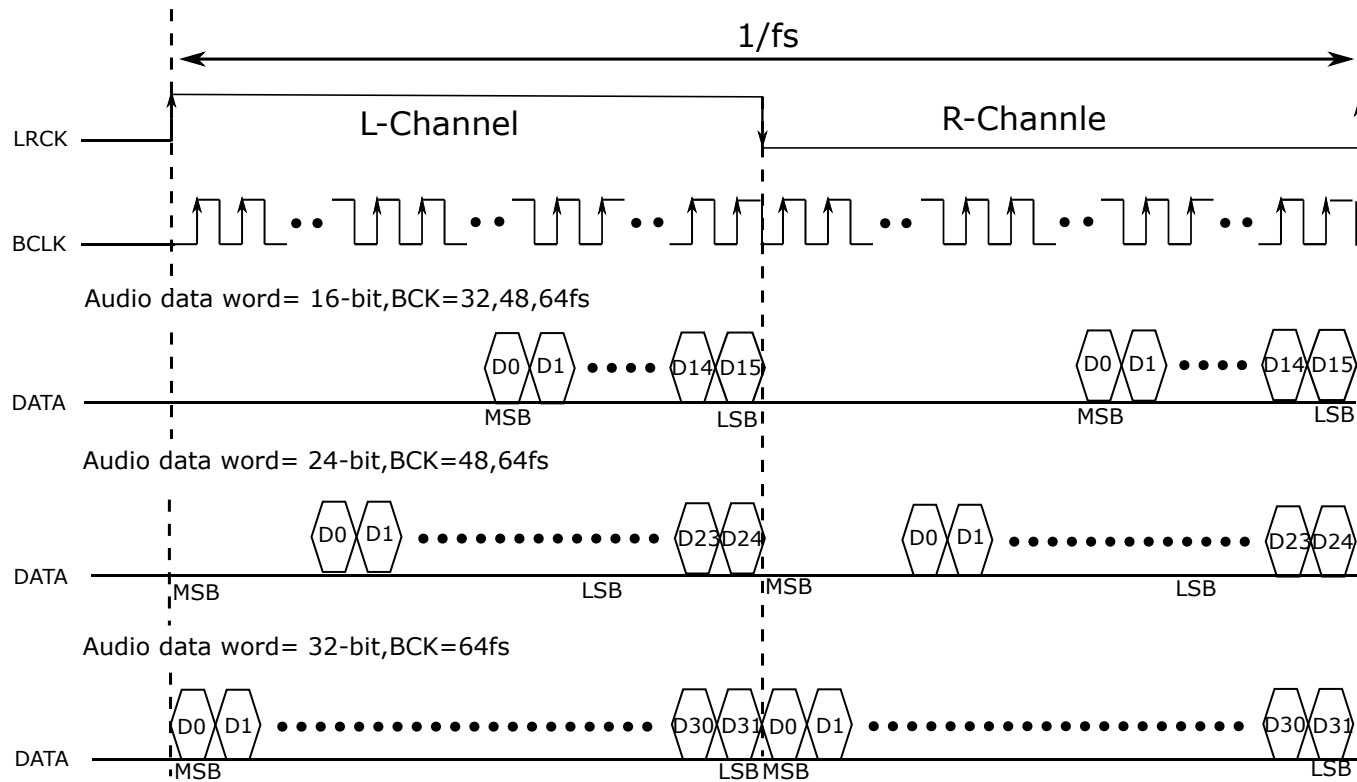 1/fs
L-Channel
R-Channle
LRCK
BCLK
Audio data word= 16-bit,BCK=32,48,64fs
D0 D1 D14 D15 D0 D1 D14 D15
DATA
MSB LSB MSB LSB
Audio data word= 24-bit,BCK=48,64fs
D0 D1 D23 D24 D0 D1 D23 D24
DATA
MSB LSB MSB LSB
Audio data word= 32-bit,BCK=64fs
D0 D1 D30 D31 D0 D1 D30 D31
DATA
MSB LSB MSB LSB